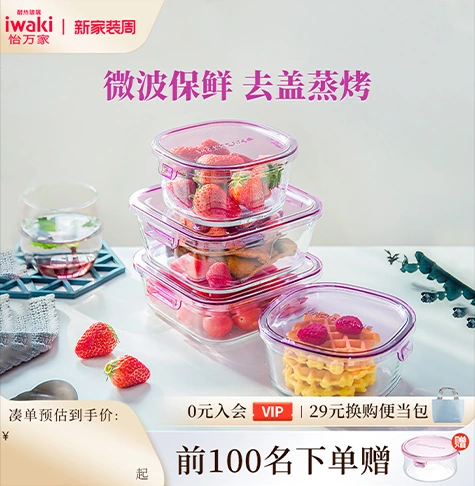 耐热玻璃
iwaki
怡万家
新家装周
微波保鲜 去盖蒸烤
凑单预估到手价:
¥
起
0元入会 VIP 29元换购便当包
前100名下单赠
赠